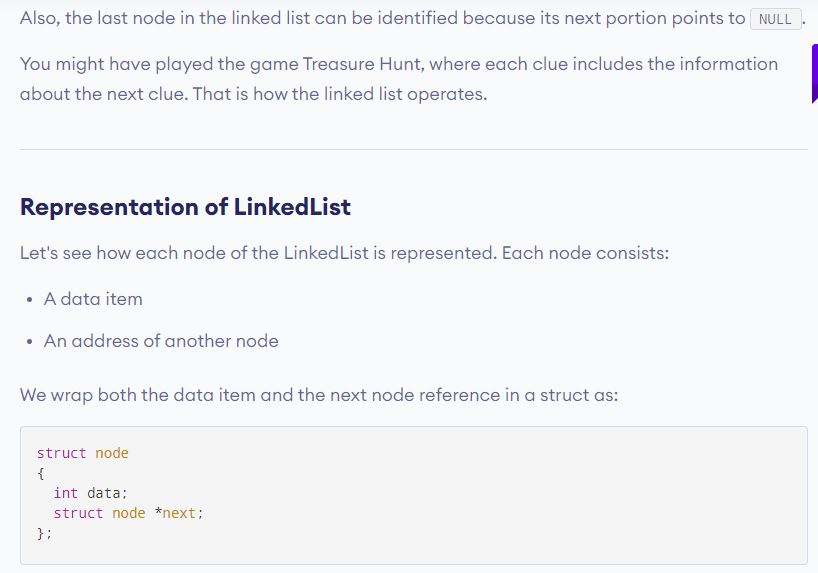 Also, the last node in the linked list can be identified because its next portion points to NULL.
You might have played the game Treasure Hunt, where each clue includes the information
about the next clue. That is how the linked list operates.
Representation of LinkedList
Let's see how each node of the LinkedList is represented. Each node consists:
• A data item
• An address of another node
We wrap both the data item and the next node reference in a struct as:
struct node
{
  int data;
  struct node *next;
};